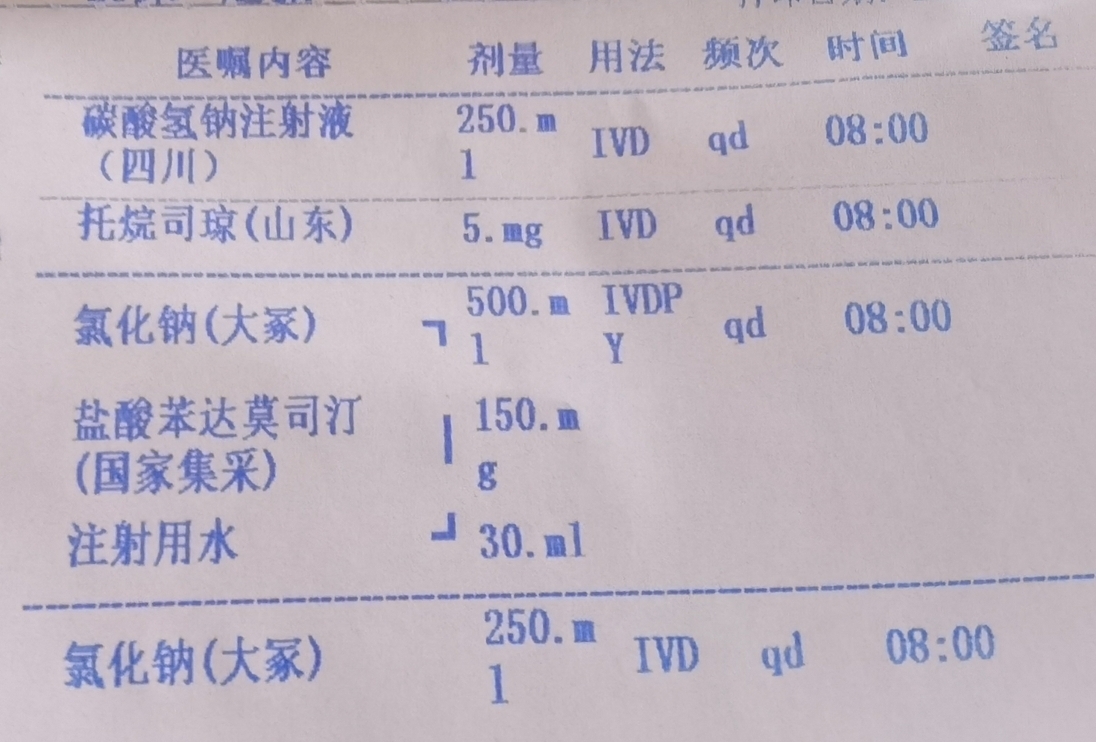 医嘱内容 剂量 用法 频次 时间 签名
碳酸氢钠注射液 250.m IVD qd 08:00
（四川） l
托烷司琼(山东) 5.mg IVD qd 08:00
氯化钠(大冢) ┐ 500.m IVDP qd 08:00
l Y
盐酸苯达莫司汀 │ 150.m
(国家集采) g
注射用水 ┘ 30.ml
氯化钠(大冢) 250.m IVD qd 08:00
l